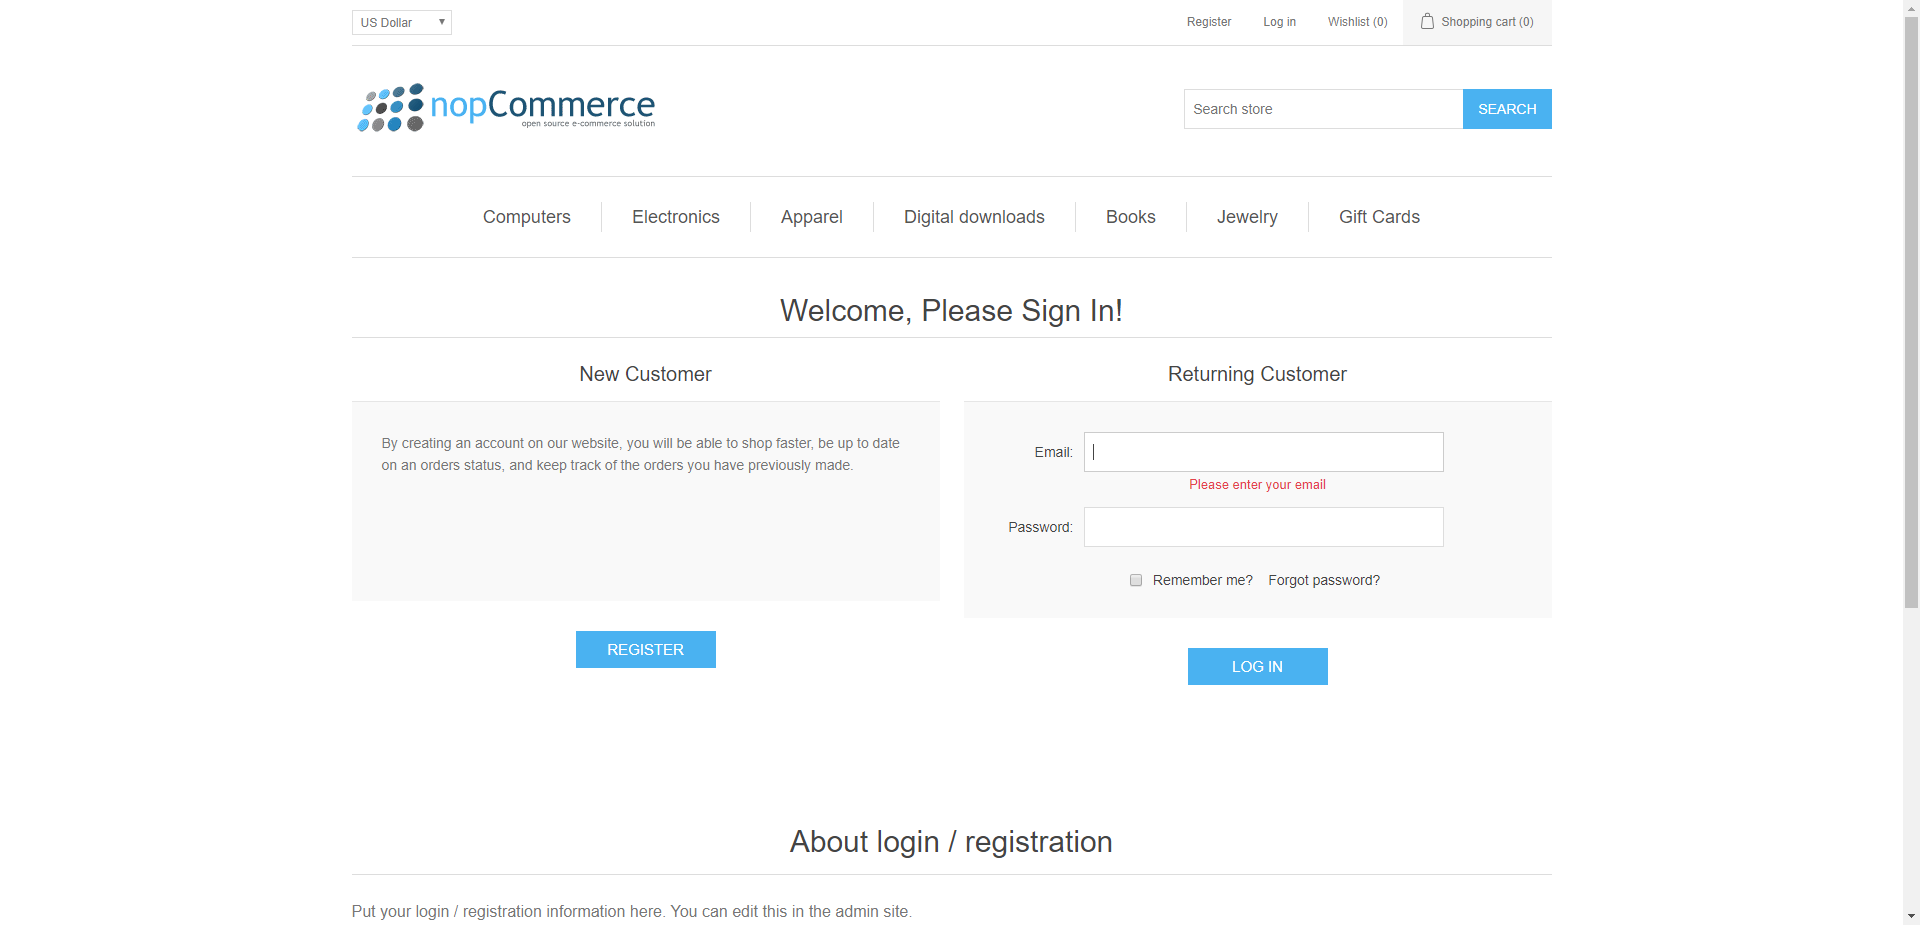 US Dollar
Register
Log in
Wishlist (0)
Shopping cart (0)
nopCommerce
open source e-commerce solution
Search store
SEARCH
Computers
Electronics
Apparel
Digital downloads
Books
Jewelry
Gift Cards
Welcome, Please Sign In!
New Customer
By creating an account on our website, you will be able to shop faster, be up to date
on an orders status, and keep track of the orders you have previously made.
REGISTER
Returning Customer
Email:
Please enter your email
Password:
Remember me?
Forgot password?
LOG IN
About login / registration
Put your login / registration information here. You can edit this in the admin site.